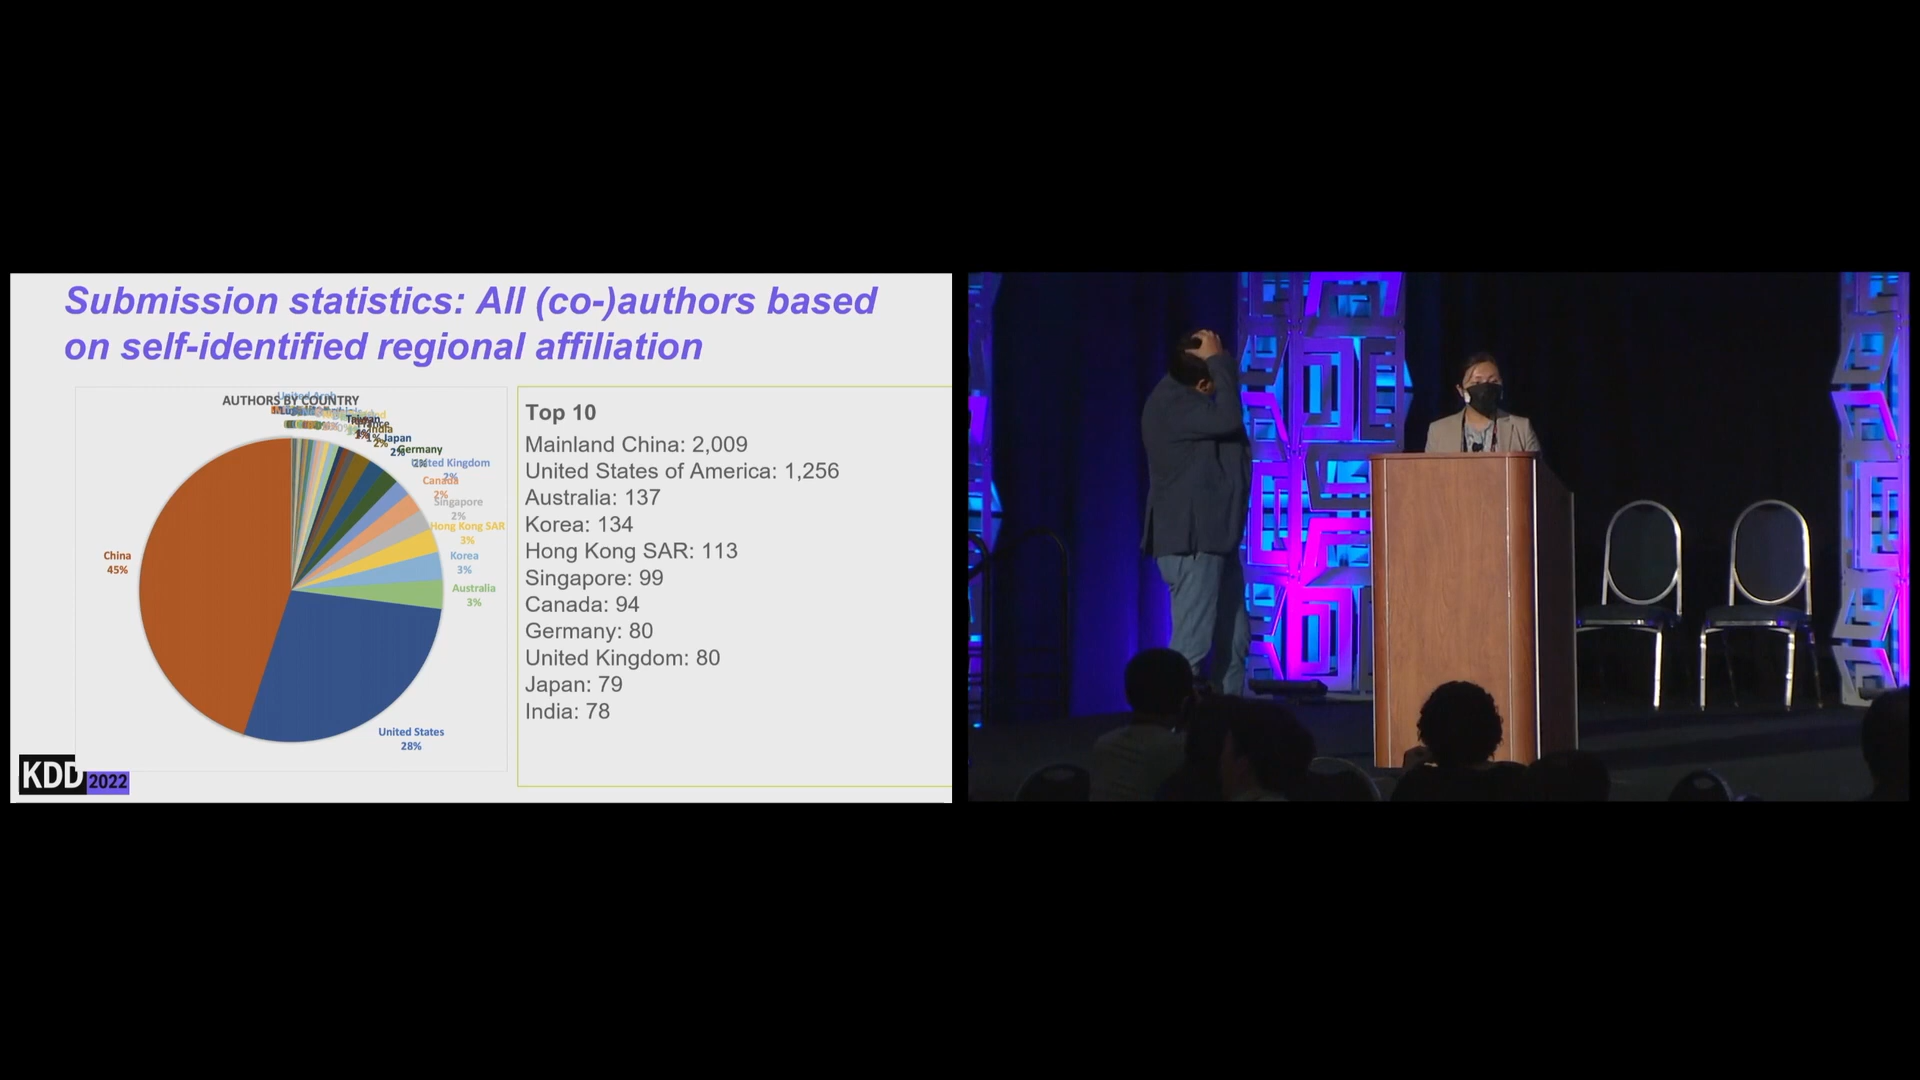 Submission statistics: All (co-)authors based
on self-identified regional affiliation
AUTHORS BY COUNTRY
Taiwan
India
2%
Japan
2%
Germany
2%
United Kingdom
2%
Canada
2%
Singapore
2%
Hong Kong SAR
3%
Korea
3%
Australia
3%
United States
28%
China
45%
Top 10
Mainland China: 2,009
United States of America: 1,256
Australia: 137
Korea: 134
Hong Kong SAR: 113
Singapore: 99
Canada: 94
Germany: 80
United Kingdom: 80
Japan: 79
India: 78
KDD
2022